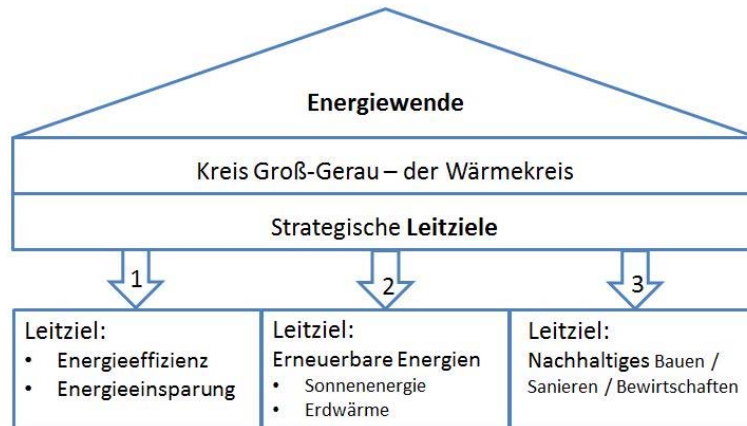 Energiewende
Kreis Groß-Gerau – der Wärmekreis
Strategische Leitziele
1
2
3
Leitziel:
• Energieeffizienz
• Energieeinsparung
Leitziel:
Erneuerbare Energien
• Sonnenenergie
• Erdwärme
Leitziel:
Nachhaltiges Bauen /
Sanieren / Bewirtschaften